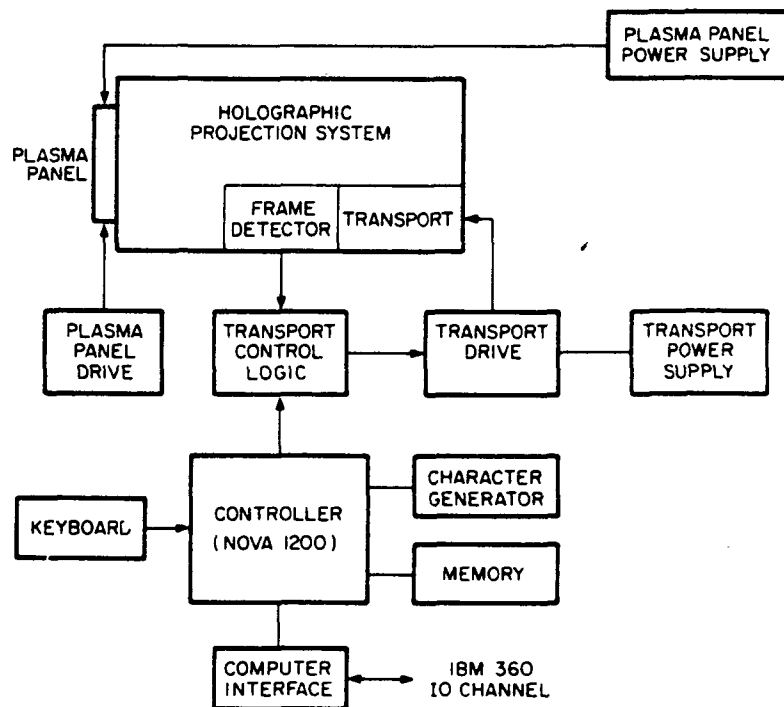 PLASMA PANEL
POWER SUPPLY
HOLOGRAPHIC
PROJECTION SYSTEM
PLASMA
PANEL
FRAME
DETECTOR
TRANSPORT
PLASMA
PANEL
DRIVE
TRANSPORT
CONTROL
LOGIC
TRANSPORT
DRIVE
TRANSPORT
POWER
SUPPLY
CHARACTER
GENERATOR
KEYBOARD
CONTROLLER
(NOVA 1200)
MEMORY
COMPUTER
INTERFACE
IBM 360
IO CHANNEL